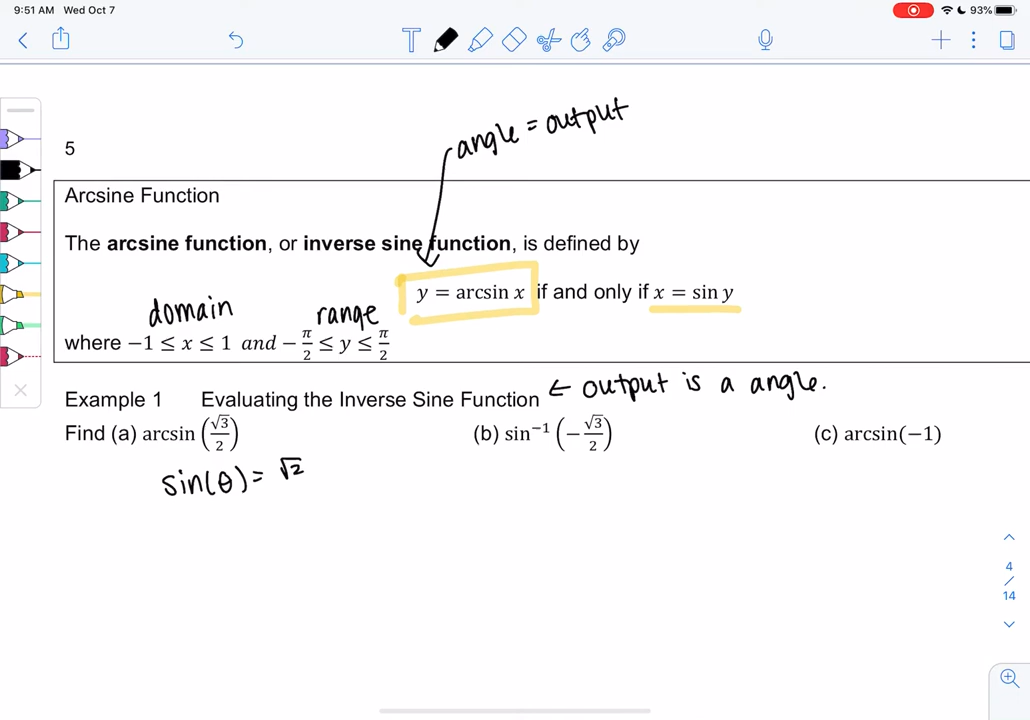 9:51 AM Wed Oct 7
93%
T
angle = output
5
Arcsine Function
The arcsine function, or inverse sine function, is defined by
y = arcsin x if and only if x = sin y
domain range
where −1 ≤ x ≤ 1 and − π/2 ≤ y ≤ π/2
Example 1 Evaluating the Inverse Sine Function ← output is a angle.
Find (a) arcsin (√3/2) (b) sin⁻¹ (−√3/2) (c) arcsin(−1)
sin(θ) = √2
4
/
14